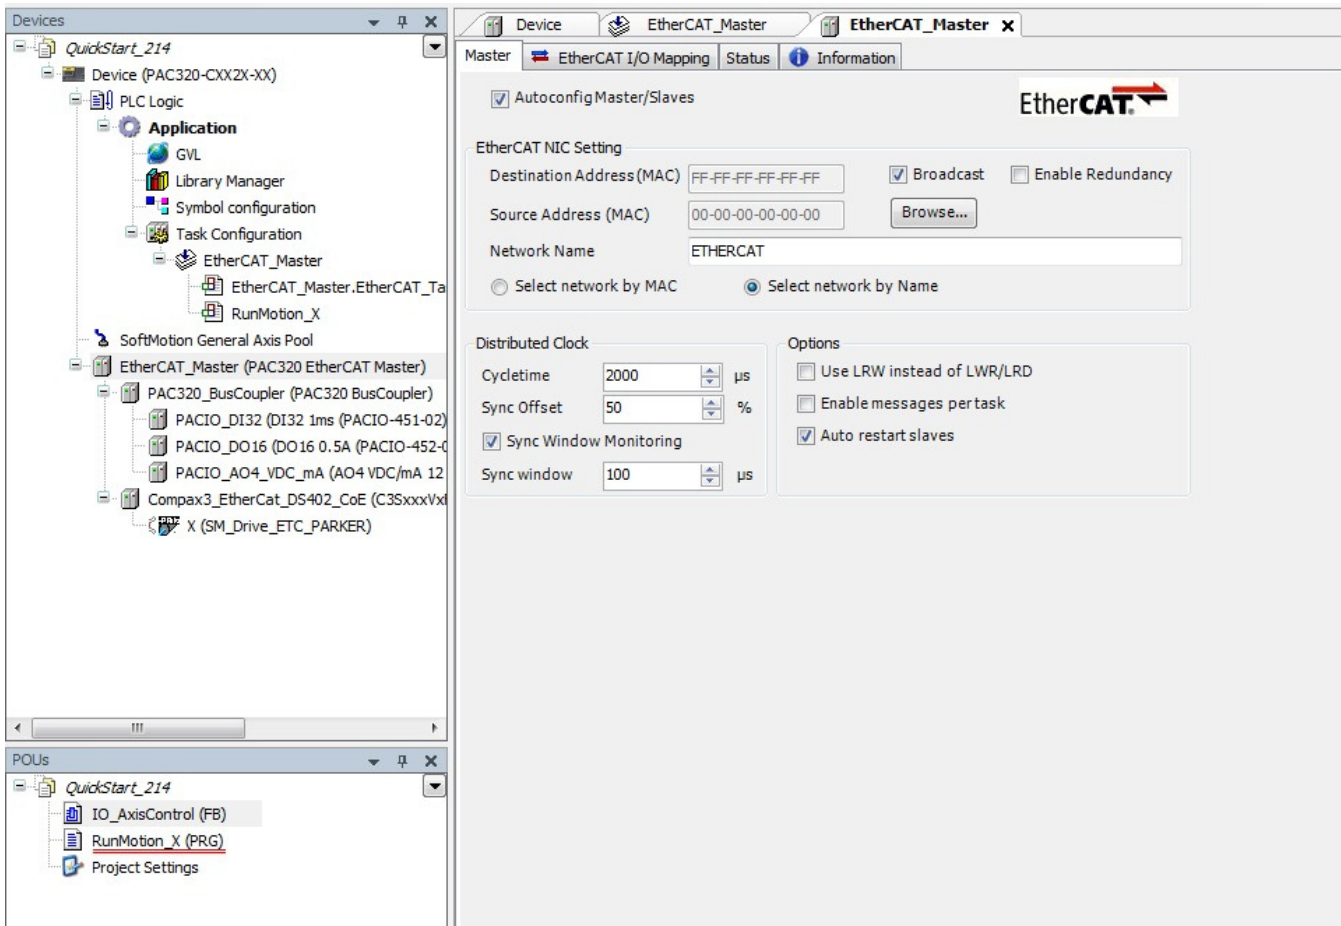 Devices
QuickStart_214
Device (PAC320-CXX2X-XX)
PLC Logic
Application
GVL
Library Manager
Symbol configuration
Task Configuration
EtherCAT_Master
EtherCAT_Master.EtherCAT_Ta
RunMotion_X
SoftMotion General Axis Pool
EtherCAT_Master (PAC320 EtherCAT Master)
PAC320_BusCoupler (PAC320 BusCoupler)
PACIO_DI32 (DI32 1ms (PACIO-451-02)
PACIO_DO16 (DO16 0.5A (PACIO-452-0
PACIO_AO4_VDC_mA (AO4 VDC/mA 12
Compax3_EtherCat_DS402_CoE (C3SxxxVxI
X (SM_Drive_ETC_PARKER)
POUs
QuickStart_214
IO_AxisControl (FB)
RunMotion_X (PRG)
Project Settings
Device EtherCAT_Master EtherCAT_Master
Master EtherCAT I/O Mapping Status Information
Autoconfig Master/Slaves
EtherCAT
EtherCAT NIC Setting
Destination Address (MAC) FF-FF-FF-FF-FF-FF Broadcast Enable Redundancy
Source Address (MAC) 00-00-00-00-00-00 Browse...
Network Name ETHERCAT
Select network by MAC Select network by Name
Distributed Clock
Cycletime 2000 µs
Sync Offset 50 %
Sync Window Monitoring
Sync window 100 µs
Options
Use LRW instead of LWR/LRD
Enable messages per task
Auto restart slaves